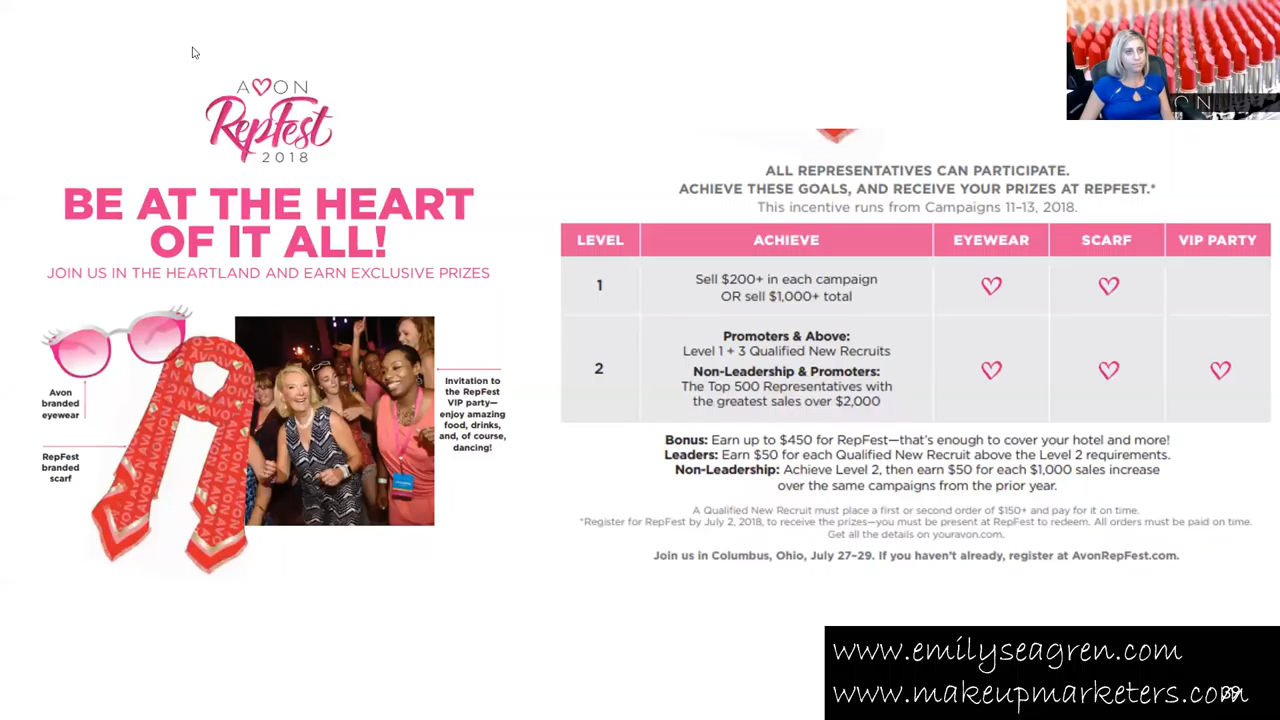 AVON
RepFest
2018
BE AT THE HEART
OF IT ALL!
JOIN US IN THE HEARTLAND AND EARN EXCLUSIVE PRIZES
Avon
branded
eyewear
RepFest
branded
scarf
Invitation to
the RepFest
VIP party—
enjoy amazing
food, drinks,
and, of course,
dancing!
ON
ALL REPRESENTATIVES CAN PARTICIPATE.
ACHIEVE THESE GOALS, AND RECEIVE YOUR PRIZES AT REPFEST.*
This incentive runs from Campaigns 11–13, 2018.
LEVEL ACHIEVE EYEWEAR SCARF VIP PARTY
1 Sell $200+ in each campaign
OR sell $1,000+ total
2 Promoters & Above:
Level 1 + 3 Qualified New Recruits
Non-Leadership & Promoters:
The Top 500 Representatives with
the greatest sales over $2,000
Bonus: Earn up to $450 for RepFest—that's enough to cover your hotel and more!
Leaders: Earn $50 for each Qualified New Recruit above the Level 2 requirements.
Non-Leadership: Achieve Level 2, then earn $50 for each $1,000 sales increase
over the same campaigns from the prior year.
A Qualified New Recruit must place a first or second order of $150+ and pay for it on time.
*Register for RepFest by July 2, 2018, to receive the prizes—you must be present at RepFest to redeem. All orders must be paid on time.
Get all the details on youravon.com.
Join us in Columbus, Ohio, July 27–29. If you haven't already, register at AvonRepFest.com.
www.emilyseagren.com
www.makeupmarketers.com
39